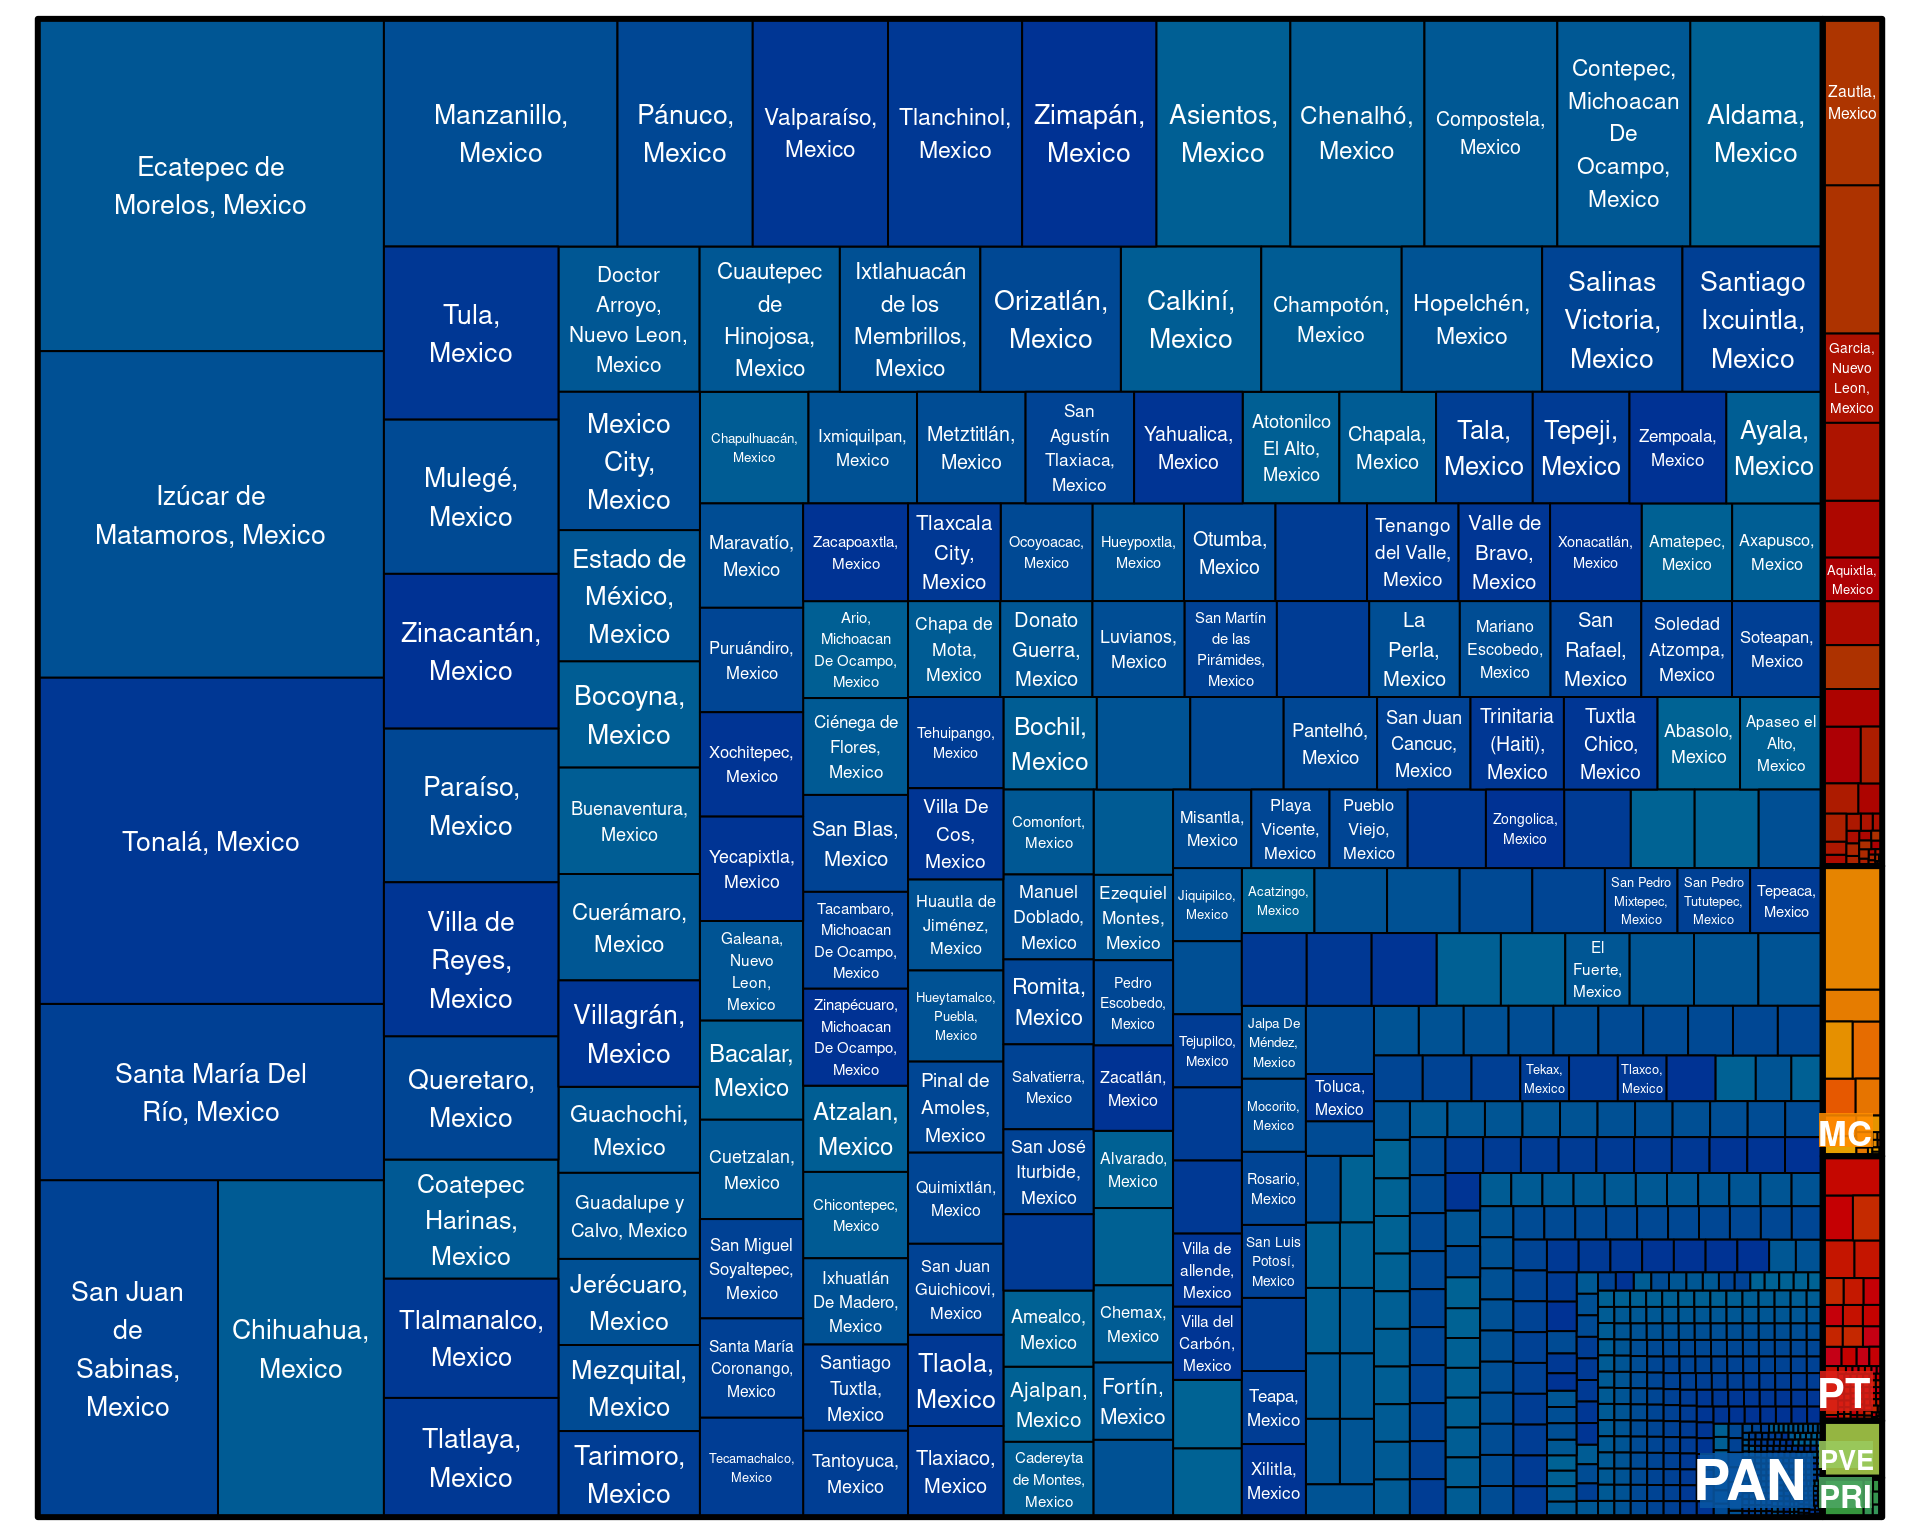 Ecatepec de
Morelos, Mexico
Izúcar de
Matamoros, Mexico
Tonalá, Mexico
Santa María Del
Río, Mexico
San Juan
de
Sabinas,
Mexico
Chihuahua,
Mexico
Manzanillo,
Mexico
Pánuco,
Mexico
Valparaíso,
Mexico
Tlanchinol,
Mexico
Zimapán,
Mexico
Asientos,
Mexico
Chenalhó,
Mexico
Compostela,
Mexico
Contepec,
Michoacan
De
Ocampo,
Mexico
Aldama,
Mexico
Tula,
Mexico
Mulegé,
Mexico
Zinacantán,
Mexico
Paraíso,
Mexico
Villa de
Reyes,
Mexico
Queretaro,
Mexico
Coatepec
Harinas,
Mexico
Tlalmanalco,
Mexico
Tlatlaya,
Mexico
Doctor
Arroyo,
Nuevo Leon,
Mexico
Mexico
City,
Mexico
Estado de
México,
Mexico
Bocoyna,
Mexico
Buenaventura,
Mexico
Cuerámaro,
Mexico
Villagrán,
Mexico
Guachochi,
Mexico
Guadalupe y
Calvo, Mexico
Jerécuaro,
Mexico
Mezquital,
Mexico
Tarimoro,
Mexico
Cuautepec
de
Hinojosa,
Mexico
Ixtlahuacán
de los
Membrillos,
Mexico
Orizatlán,
Mexico
Calkiní,
Mexico
Champotón,
Mexico
Hopelchén,
Mexico
Salinas
Victoria,
Mexico
Santiago
Ixcuintla,
Mexico
Chapulhuacán,
Mexico
Ixmiquilpan,
Mexico
Metztitlán,
Mexico
San
Agustín
Tlaxiaca,
Mexico
Yahualica,
Mexico
Atotonilco
El Alto,
Mexico
Chapala,
Mexico
Tala,
Mexico
Tepeji,
Mexico
Zempoala,
Mexico
Ayala,
Mexico
Maravatío,
Mexico
Puruándiro,
Mexico
Xochitepec,
Mexico
Yecapixtla,
Mexico
Galeana,
Nuevo
Leon,
Mexico
Bacalar,
Mexico
Cuetzalan,
Mexico
San Miguel
Soyaltepec,
Mexico
Santa María
Coronango,
Mexico
Tecamachalco,
Mexico
Zacapoaxtla,
Mexico
Ario,
Michoacan
De Ocampo,
Mexico
Ciénega de
Flores,
Mexico
San Blas,
Mexico
Tacambaro,
Michoacan
De Ocampo,
Mexico
Zinapécuaro,
Michoacan
De Ocampo,
Mexico
Atzalan,
Mexico
Chicontepec,
Mexico
Ixhuatlán
De Madero,
Mexico
Santiago
Tuxtla,
Mexico
Tantoyuca,
Mexico
Tlaxcala
City,
Mexico
Ocoyoacac,
Mexico
Hueypoxtla,
Mexico
Otumba,
Mexico
Tenango
del Valle,
Mexico
Valle de
Bravo,
Mexico
Xonacatlán,
Mexico
Amatepec,
Mexico
Axapusco,
Mexico
Chapa de
Mota,
Mexico
Donato
Guerra,
Mexico
Luvianos,
Mexico
San Martín
de las
Pirámides,
Mexico
La
Perla,
Mexico
Mariano
Escobedo,
Mexico
San
Rafael,
Mexico
Soledad
Atzompa,
Mexico
Soteapan,
Mexico
Tehuipango,
Mexico
Villa De
Cos,
Mexico
Huautla de
Jiménez,
Mexico
Hueytamalco,
Puebla,
Mexico
Pinal de
Amoles,
Mexico
Quimixtlán,
Mexico
San Juan
Guichicovi,
Mexico
Tlaola,
Mexico
Tlaxiaco,
Mexico
Bochil,
Mexico
Pantelhó,
Mexico
San Juan
Cancuc,
Mexico
Trinitaria
(Haiti),
Mexico
Tuxtla
Chico,
Mexico
Abasolo,
Mexico
Apaseo el
Alto,
Mexico
Comonfort,
Mexico
Manuel
Doblado,
Mexico
Romita,
Mexico
Salvatierra,
Mexico
San José
Iturbide,
Mexico
Amealco,
Mexico
Ajalpan,
Mexico
Cadereyta
de Montes,
Mexico
Ezequiel
Montes,
Mexico
Pedro
Escobedo,
Mexico
Zacatlán,
Mexico
Alvarado,
Mexico
Chemax,
Mexico
Fortín,
Mexico
Misantla,
Mexico
Playa
Vicente,
Mexico
Pueblo
Viejo,
Mexico
Zongolica,
Mexico
Jiquipilco,
Mexico
Tejupilco,
Mexico
Villa de
allende,
Mexico
Villa del
Carbón,
Mexico
Acatzingo,
Mexico
San Pedro
Mixtepec,
Mexico
San Pedro
Tututepec,
Mexico
Tepeaca,
Mexico
El
Fuerte,
Mexico
Jalpa De
Méndez,
Mexico
Mocorito,
Mexico
Rosario,
Mexico
San Luis
Potosí,
Mexico
Teapa,
Mexico
Xilitla,
Mexico
Toluca,
Mexico
Tekax,
Mexico
Tlaxco,
Mexico
PAN
Zautla,
Mexico
Garcia,
Nuevo
Leon,
Mexico
Aquixtla,
Mexico
MC
PT
PVE
PRI